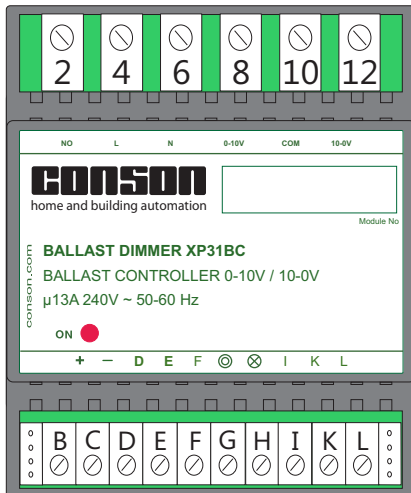 2 4 6 8 10 12
NO L N 0-10V COM 10-0V
CONSON
home and building automation
Module No
conson.com
BALLAST DIMMER XP31BC
BALLAST CONTROLLER 0-10V / 10-0V
µ13A 240V ~ 50-60 Hz
ON
+ − D E F ◎ ⊗ I K L
B C D E F G H I K L